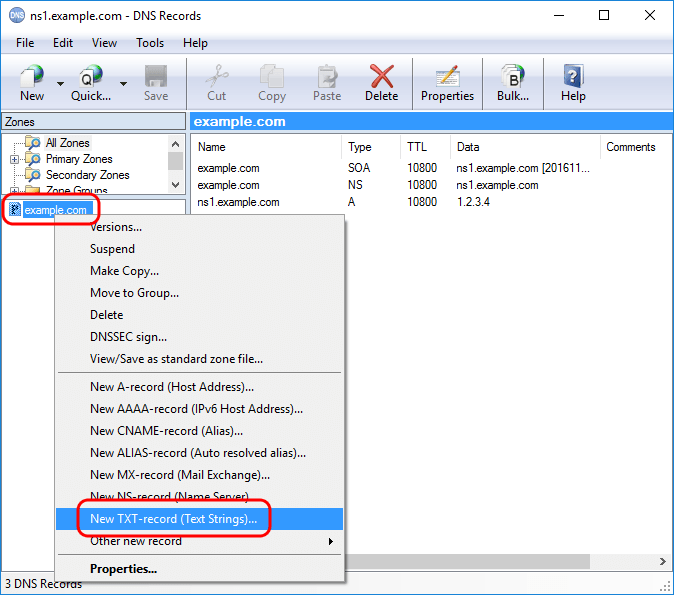 DNS ns1.example.com - DNS Records
File Edit View Tools Help
New Quick... Save Cut Copy Paste Delete Properties Bulk... Help
Zones
example.com
All Zones
Primary Zones
Secondary Zones
Zone Groups
example.com
Name Type TTL Data Comments
example.com SOA 10800 ns1.example.com [201611...
example.com NS 10800 ns1.example.com
ns1.example.com A 10800 1.2.3.4
Versions...
Suspend
Make Copy...
Move to Group...
Delete
DNSSEC sign...
View/Save as standard zone file...
New A-record (Host Address)...
New AAAA-record (IPv6 Host Address)...
New CNAME-record (Alias)...
New ALIAS-record (Auto resolved alias)...
New MX-record (Mail Exchange)...
New NS-record (Name Server)...
New TXT-record (Text Strings)...
Other new record
Properties...
3 DNS Records